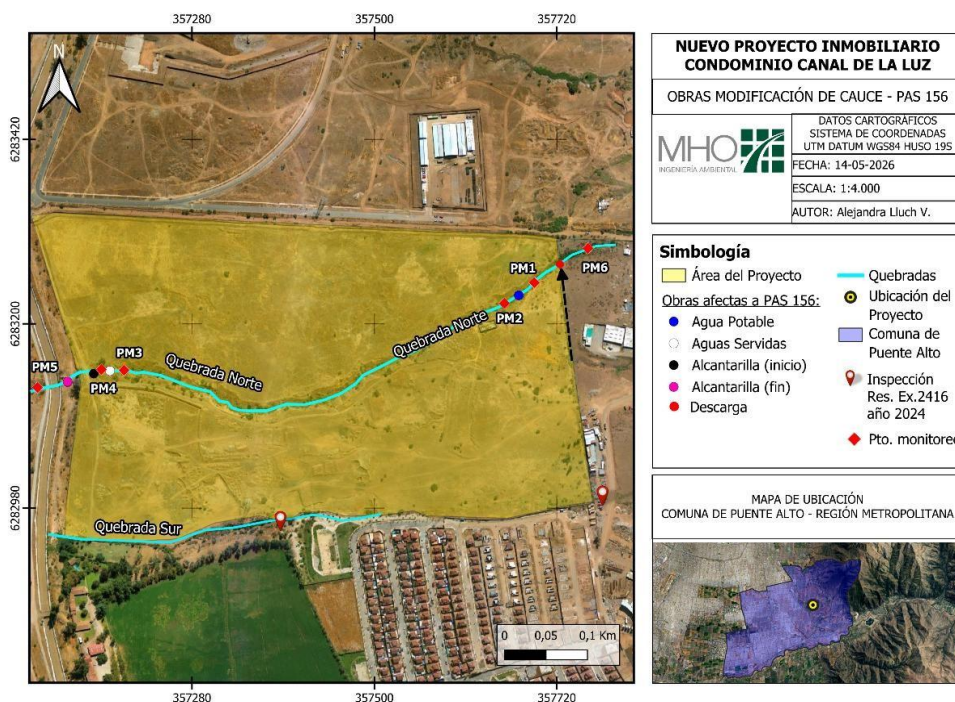 357280
357500
357720
N
6283420
6283200
6282980
PM1
PM6
PM2
Quebrada Norte
Quebrada Norte
PM3
PM5
PM4
Quebrada Sur
0 0,05 0,1 Km
357280
357500
357720
NUEVO PROYECTO INMOBILIARIO
CONDOMINIO CANAL DE LA LUZ
OBRAS MODIFICACIÓN DE CAUCE - PAS 156
MHO
INGENIERÍA AMBIENTAL
DATOS CARTOGRÁFICOS
SISTEMA DE COORDENADAS
UTM DATUM WGS84 HUSO 19S
FECHA: 14-05-2026
ESCALA: 1:4.000
AUTOR: Alejandra Lluch V.
Simbología
Área del Proyecto
Obras afectas a PAS 156:
Agua Potable
Aguas Servidas
Alcantarilla (inicio)
Alcantarilla (fin)
Descarga
Quebradas
Ubicación del
Proyecto
Comuna de
Puente Alto
Inspección
Res. Ex.2416
año 2024
Pto. monitoreo
MAPA DE UBICACIÓN
COMUNA DE PUENTE ALTO - REGIÓN METROPOLITANA